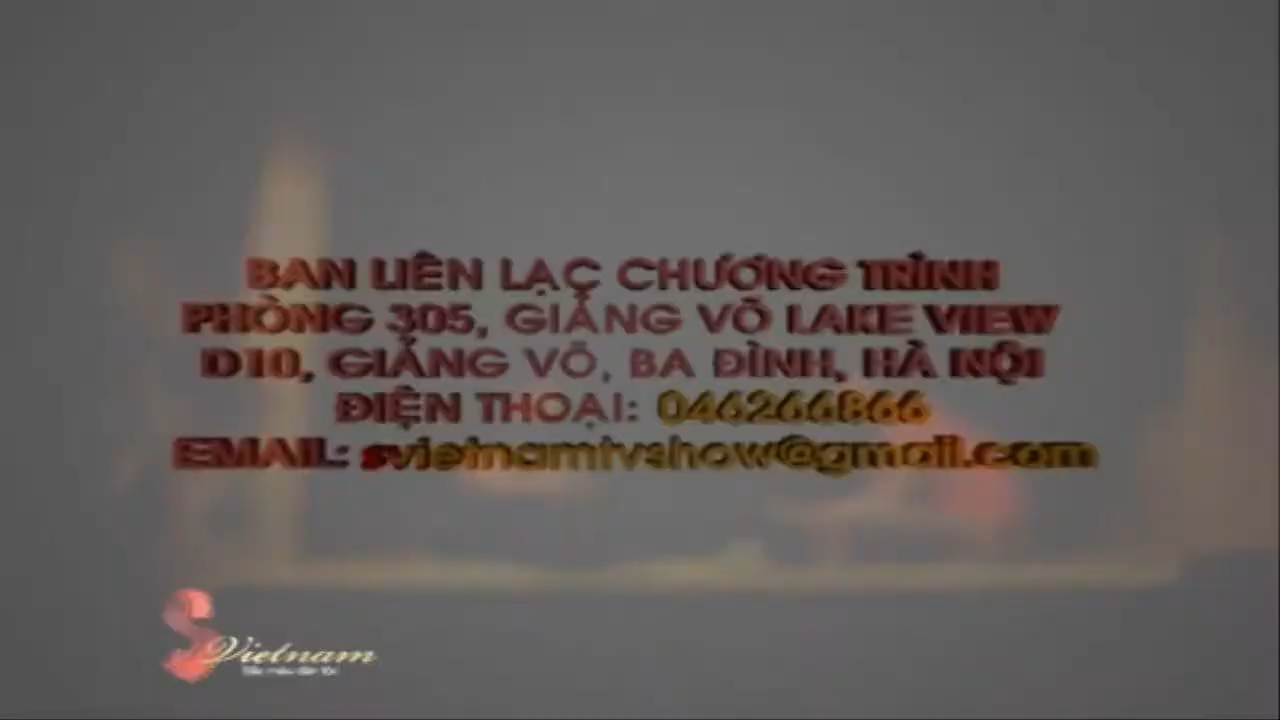 BAN LIÊN LẠC CHƯƠNG TRÌNH
PHÒNG 305, GIẢNG VÕ LAKE VIEW
D10, GIẢNG VÕ, BA ĐÌNH, HÀ NỘI
ĐIỆN THOẠI: 046266866
EMAIL: svietnamtvshow@gmail.com
S Vietnam